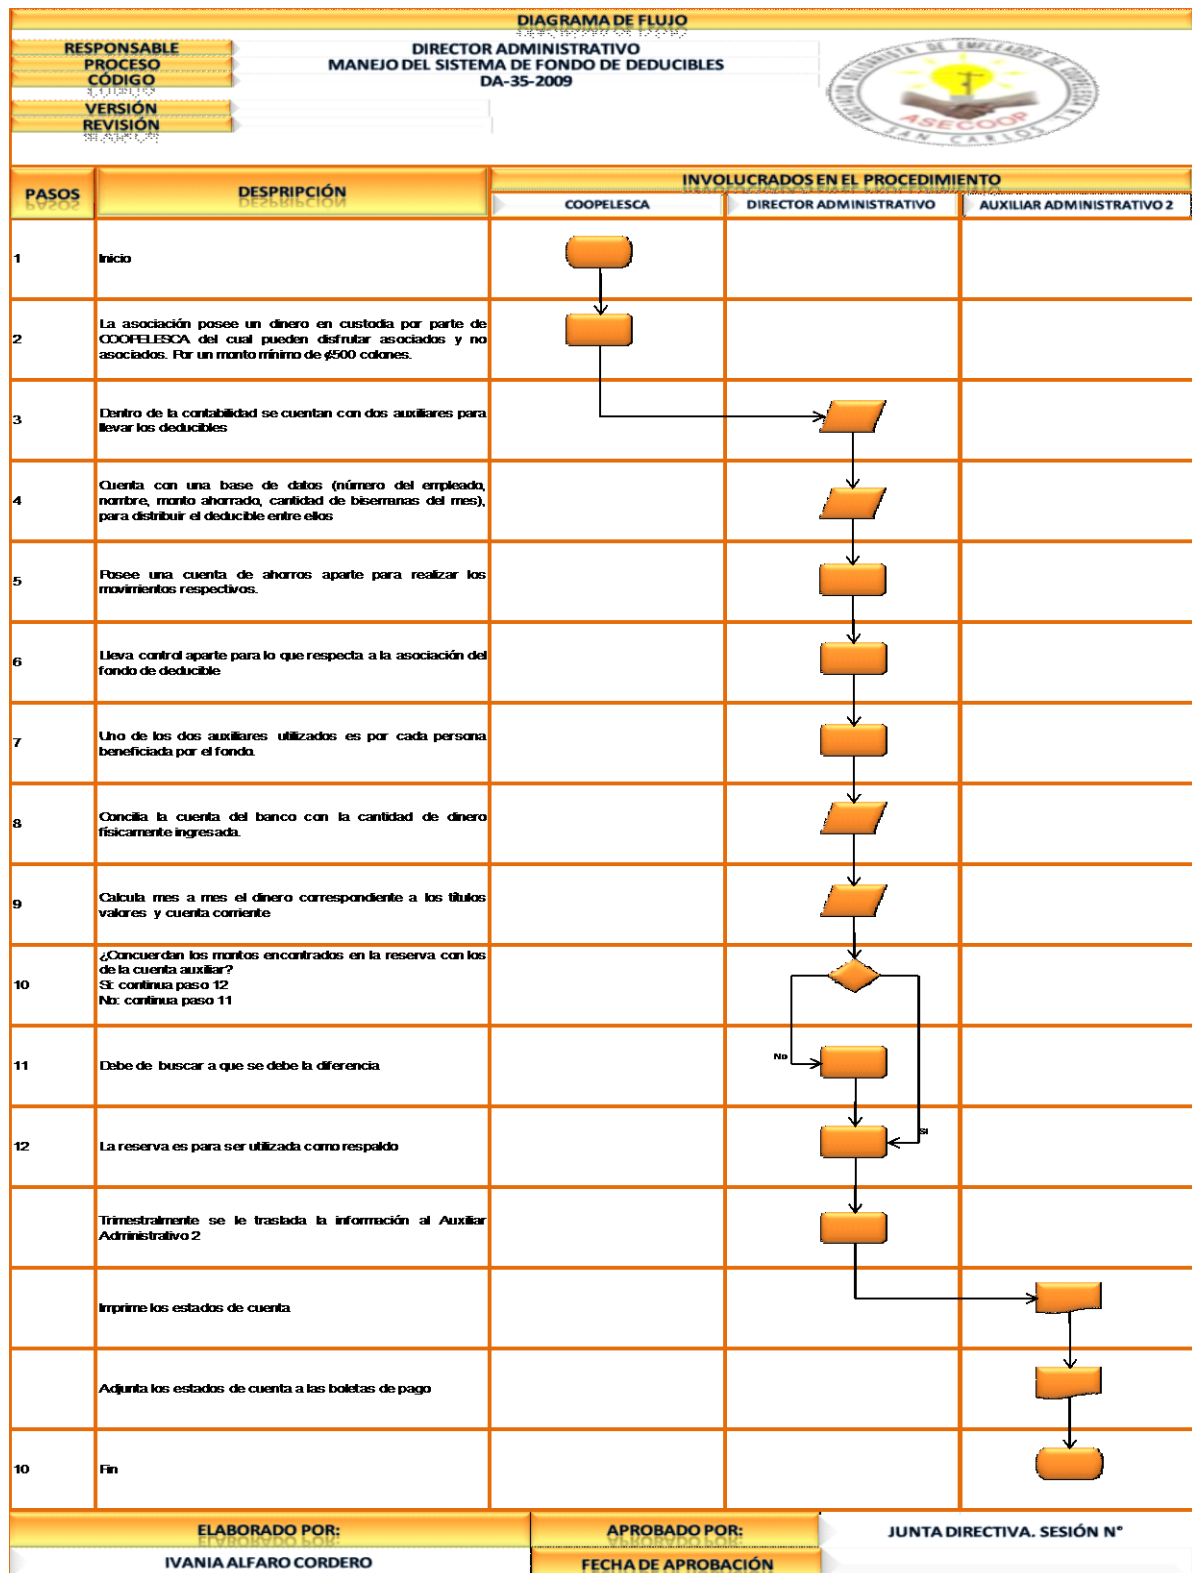 DIAGRAMA DE FLUJO
RESPONSABLE
DIRECTOR ADMINISTRATIVO
PROCESO
MANEJO DEL SISTEMA DE FONDO DE DEDUCIBLES
CÓDIGO
DA-35-2009
VERSIÓN
REVISIÓN
ASOCIACIÓN SOLIDARISTA DE EMPLEADOS DE COOPELESCA R.L
ASECOOP
SAN CARLOS
PASOS
DESPRIPCIÓN
INVOLUCRADOS EN EL PROCEDIMIENTO
COOPELESCA
DIRECTOR ADMINISTRATIVO
AUXILIAR ADMINISTRATIVO 2
1
Inicio
2
La asociación posee un dinero en custodia por parte de
COOPELESCA del cual pueden disfrutar asociados y no
asociados. Por un monto mínimo de ¢500 colones.
3
Dentro de la contabilidad se cuentan con dos auxiliares para
llevar los deducibles
4
Cuenta con una base de datos (número del empleado,
nombre, monto ahorrado, cantidad de bisemanas del mes),
para distribuir el deducible entre ellos
5
Posee una cuenta de ahorros aparte para realizar los
movimientos respectivos.
6
Lleva control aparte para lo que respecta a la asociación del
fondo de deducible
7
Uno de los dos auxiliares utilizados es por cada persona
beneficiada por el fondo.
8
Concilia la cuenta del banco con la cantidad de dinero
físicamente ingresada.
9
Calcula mes a mes el dinero correspondiente a los títulos
valores y cuenta corriente
10
¿Concuerdan los montos encontrados en la reserva con los
de la cuenta auxiliar?
Si: continua paso 12
No: continua paso 11
11
Debe de buscar a que se debe la diferencia
No
12
La reserva es para ser utilizada como respaldo
Si
Trimestralmente se le traslada la información al Auxiliar
Administrativo 2
Imprime los estados de cuenta
Adjunta los estados de cuenta a las boletas de pago
10
Fin
ELABORADO POR:
APROBADO POR:
JUNTA DIRECTIVA. SESIÓN N°
IVANIA ALFARO CORDERO
FECHA DE APROBACIÓN